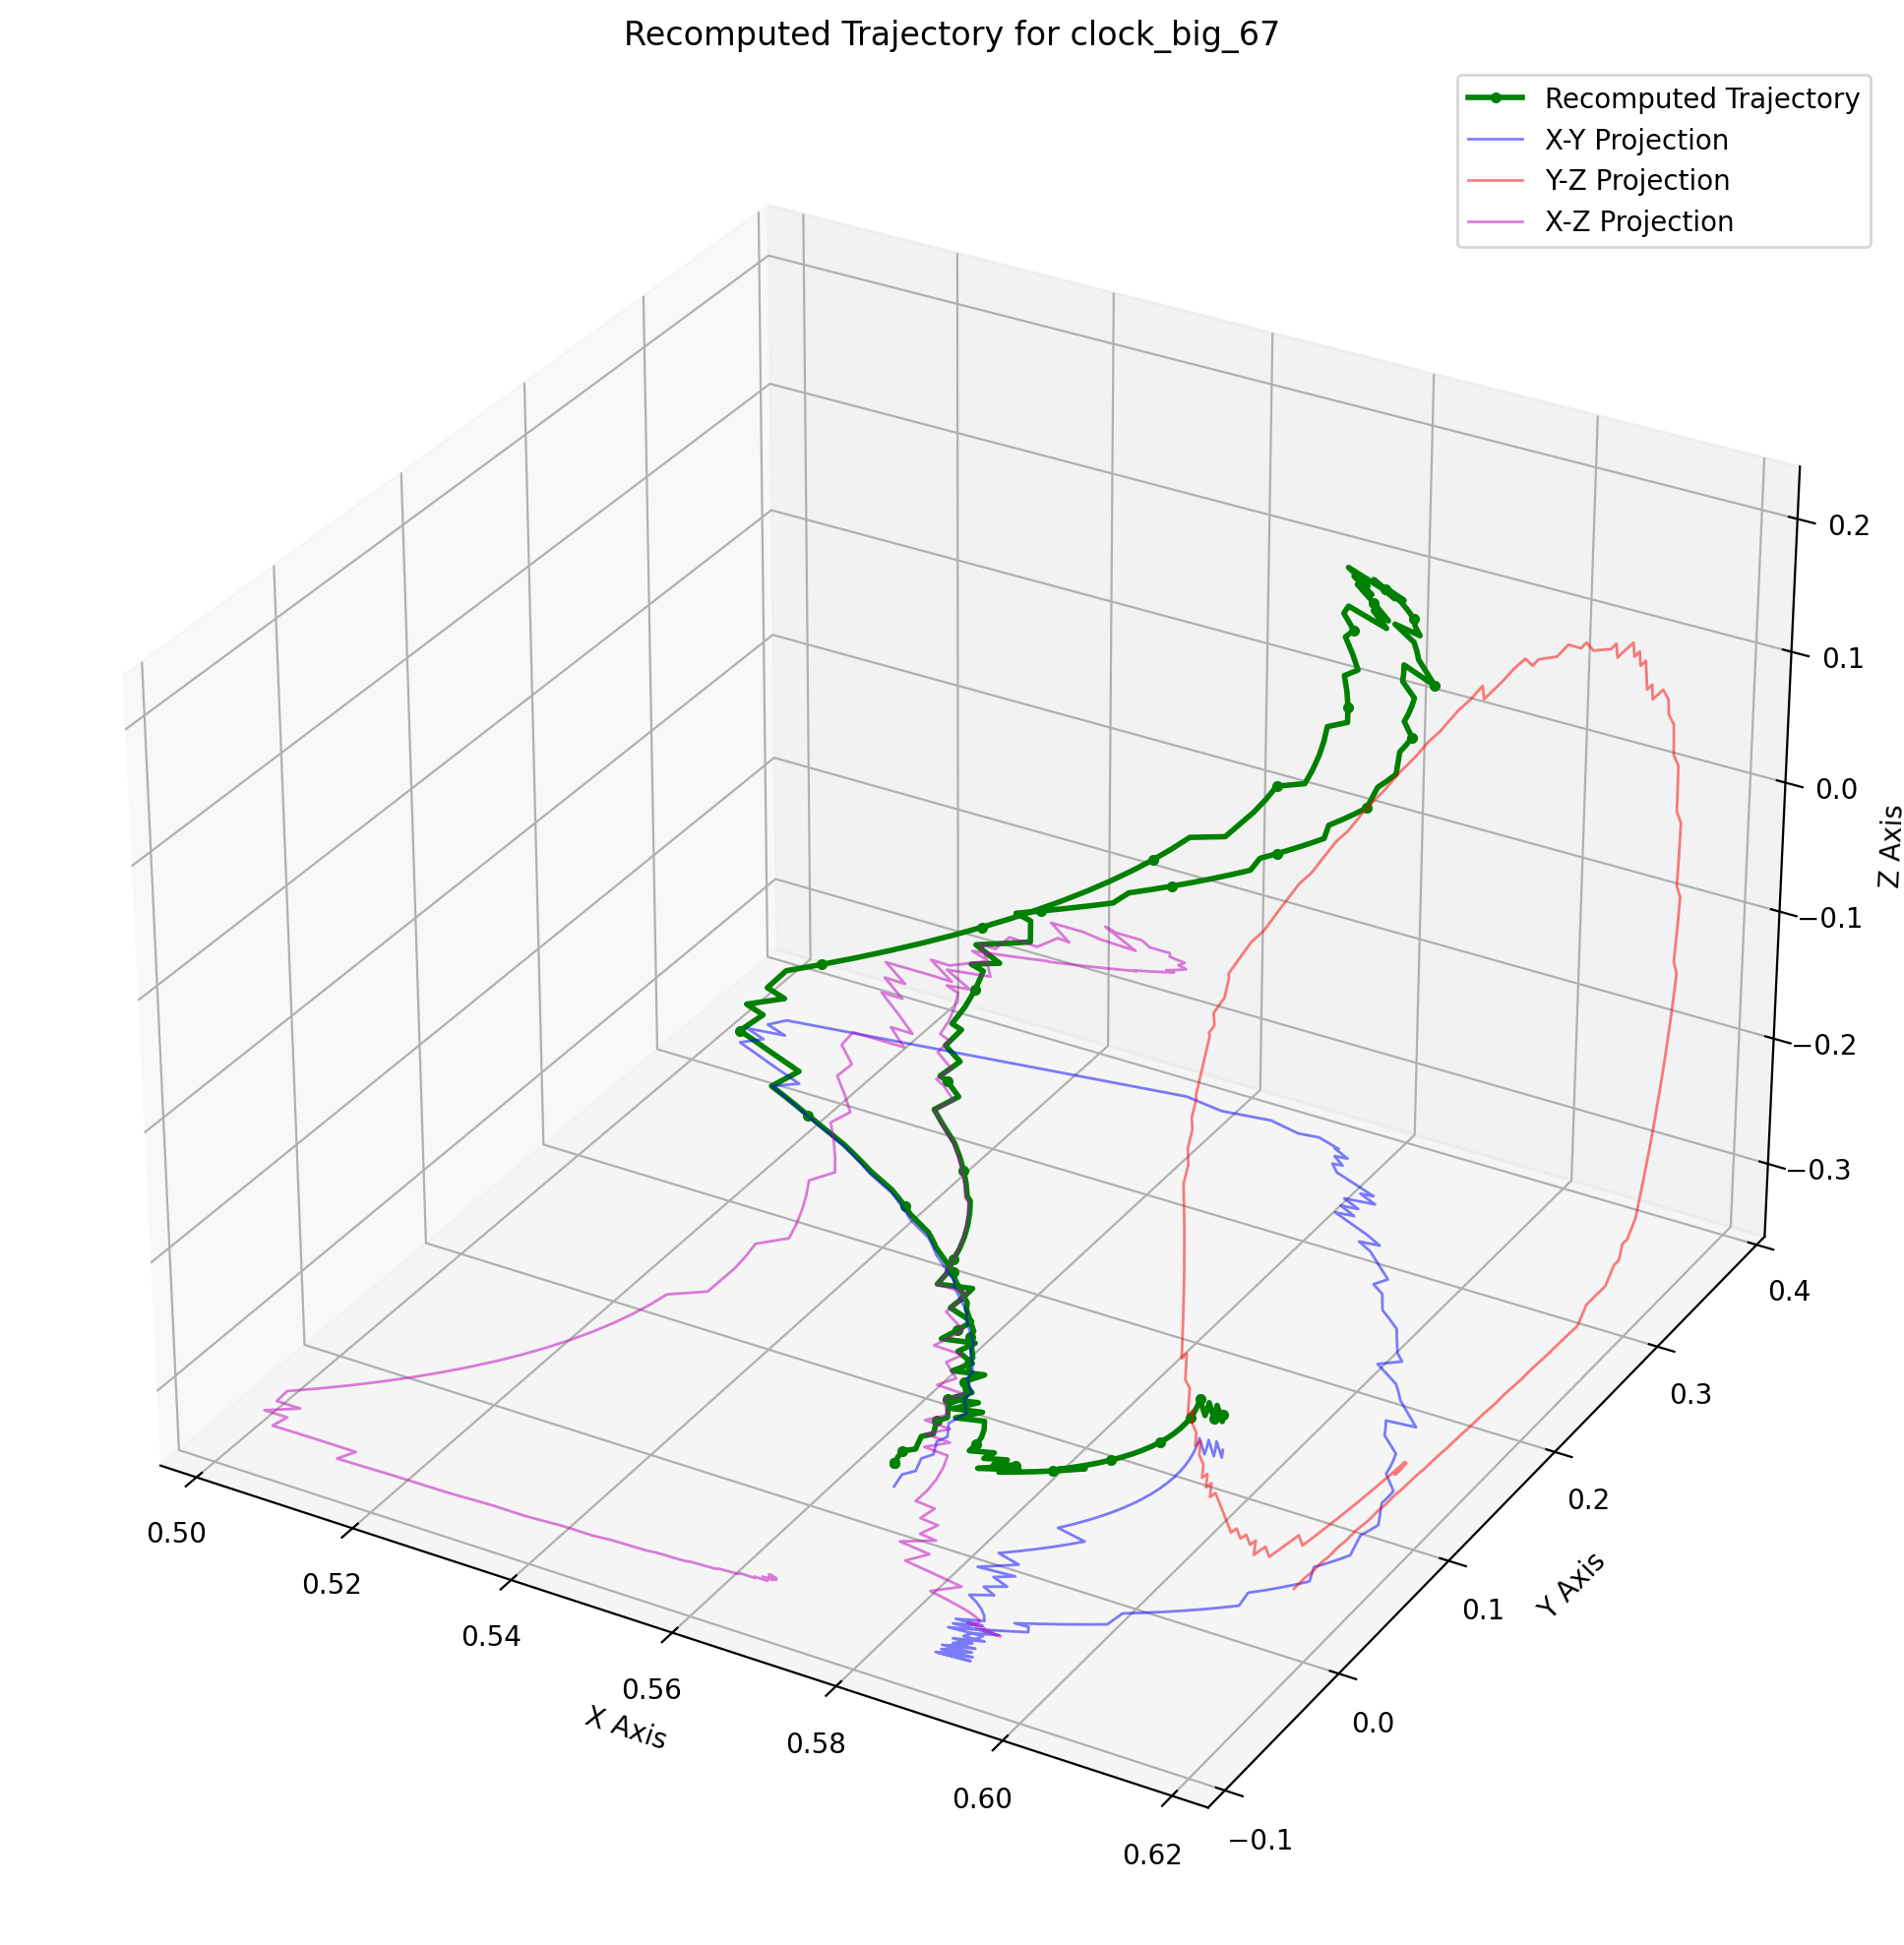 Recomputed Trajectory for clock_big_67
Recomputed Trajectory
X-Y Projection
Y-Z Projection
X-Z Projection
0.2
0.1
0.0
−0.1
−0.2
−0.3
Z Axis
0.4
0.3
0.2
0.1
0.0
−0.1
Y Axis
0.50
0.52
0.54
0.56
0.58
0.60
0.62
X Axis